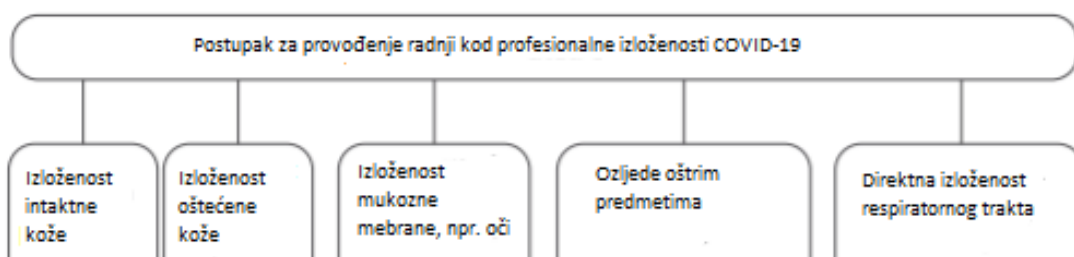 Postupak za provođenje radnji kod profesionalne izloženosti COVID-19
Izloženost
intaktne
kože
Izloženost
oštećene
kože
Izloženost
mukozne
mebrane, npr. oči
Ozljede oštrim
predmetima
Direktna izloženost
respiratornog trakta